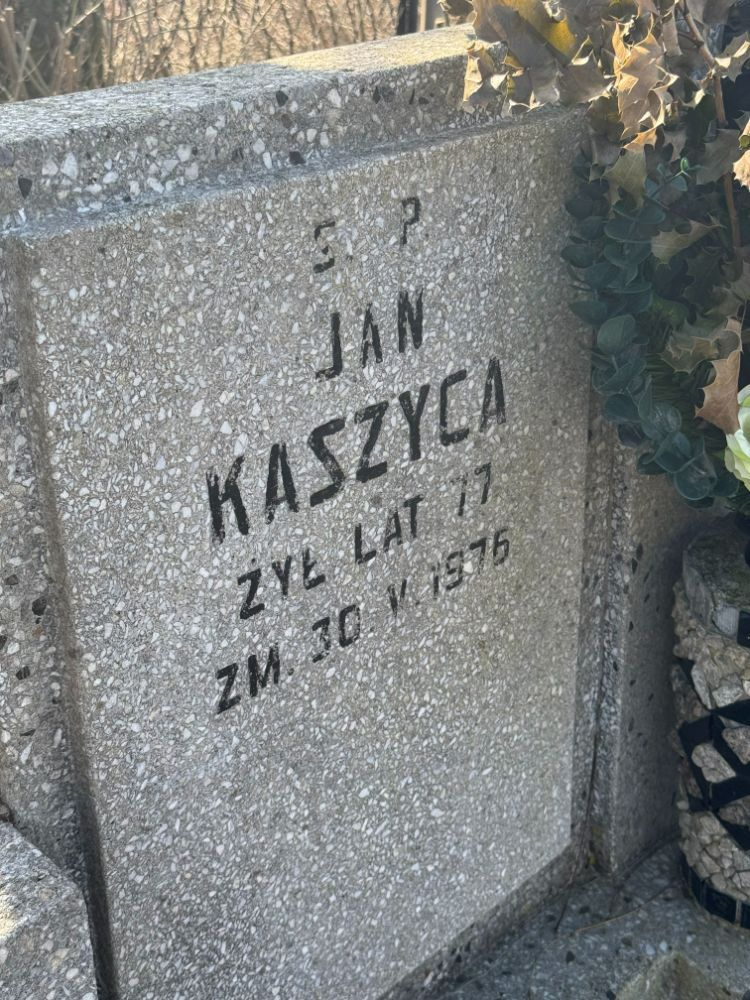 Ś. P.
JAN
KASZYCA
ŻYŁ LAT 77
ZM. 30. V. 1976